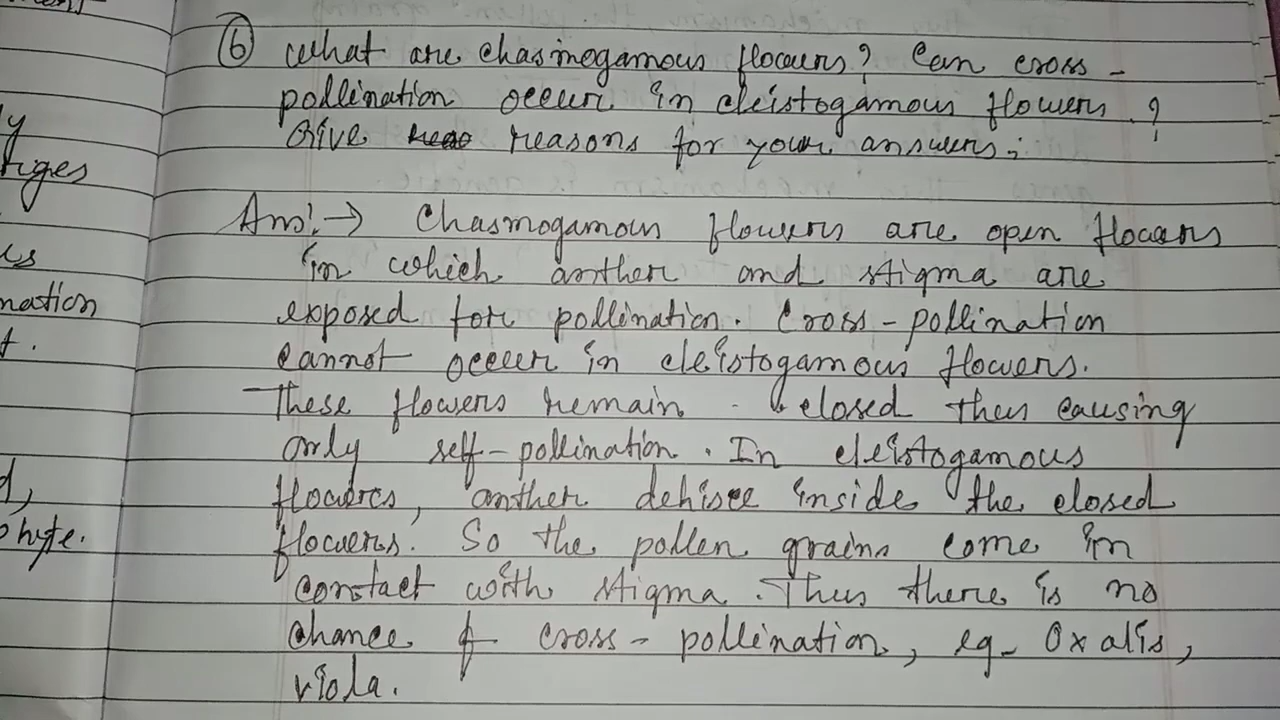 ⑥ What are chasmogamous flowers? Can cross-
pollination occur in cleistogamous flowers?
Give reasons for your answers.
Ans:→ Chasmogamous flowers are open flowers
in which anther and stigma are
exposed for pollination. Cross-pollination
cannot occur in cleistogamous flowers.
These flowers remain closed thus causing
only self-pollination. In cleistogamous
flowers, anther dehisce inside the closed
flowers. So the pollen grains come in
contact with stigma. Thus there is no
chance of cross-pollination, eg- Oxalis,
viola.
y
riges
us
nation
t.
d,
phyte.